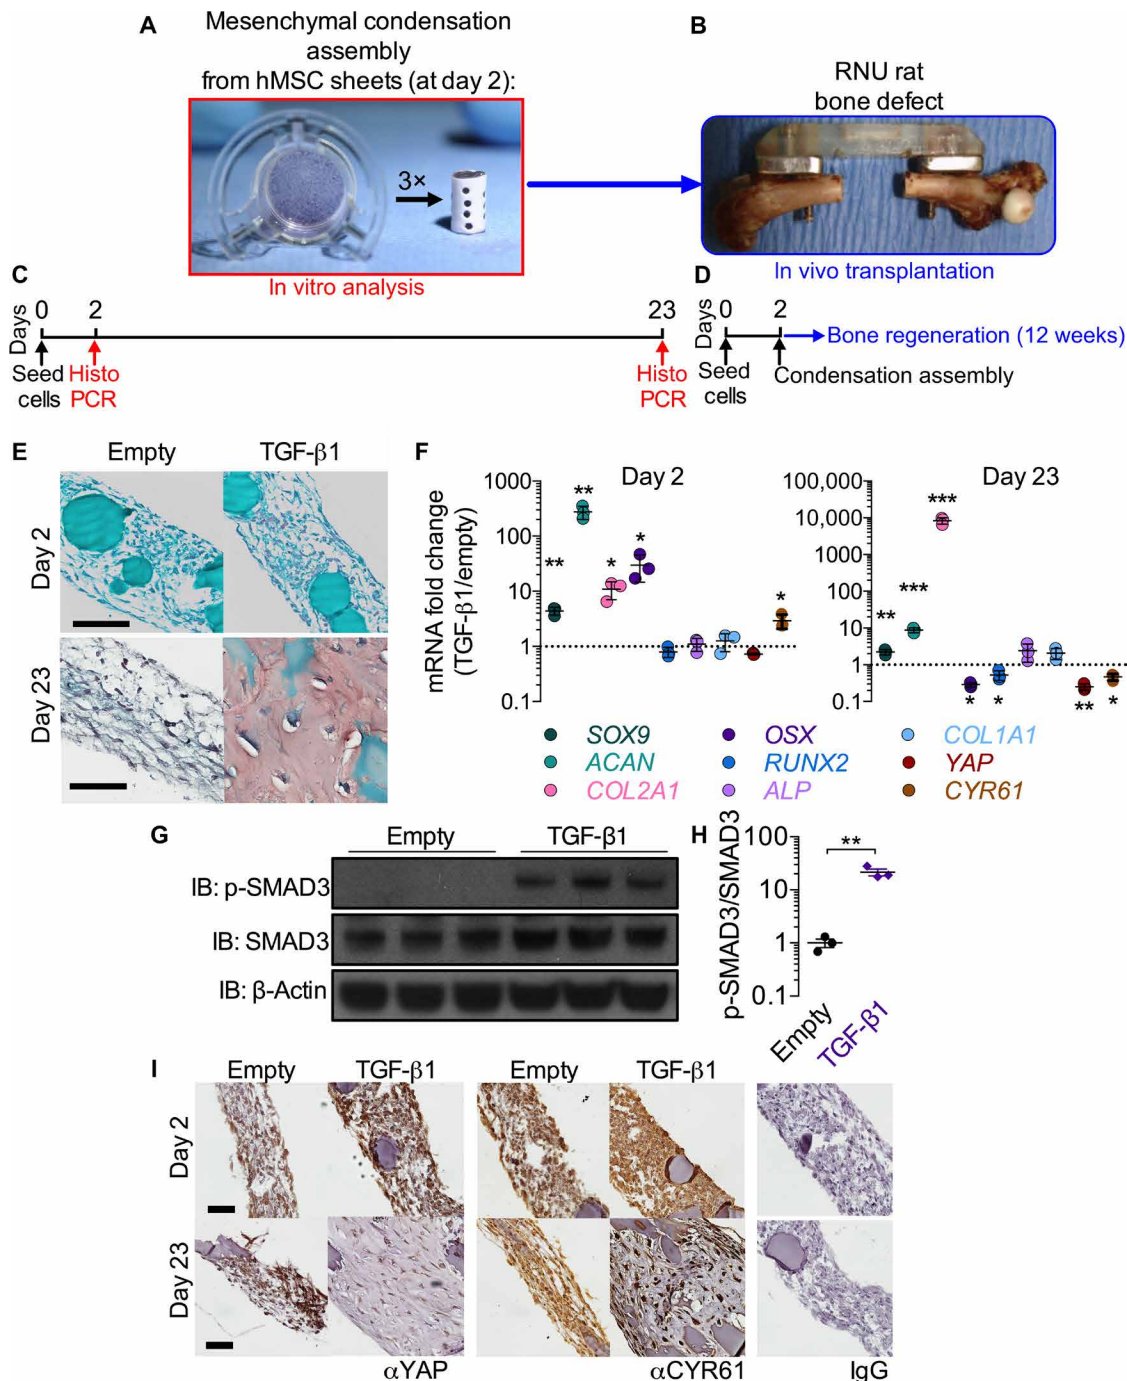 A
Mesenchymal condensation
assembly
from hMSC sheets (at day 2):
3×
In vitro analysis
B
RNU rat
bone defect
In vivo transplantation
C
Days
0
2
23
Seed
cells
Histo
PCR
Histo
PCR
D
Days
0
2
Bone regeneration (12 weeks)
Seed
cells
Condensation assembly
E
Empty
TGF-β1
Day 2
Day 23
F
mRNA fold change
(TGF-β1/empty)
Day 2
1000
100
10
1
0.1
**
**
*
*
*
Day 23
100,000
10,000
1000
100
10
1
0.1
**
***
***
*
*
**
*
SOX9
ACAN
COL2A1
OSX
RUNX2
ALP
COL1A1
YAP
CYR61
G
Empty
TGF-β1
IB: p-SMAD3
IB: SMAD3
IB: β-Actin
H
p-SMAD3/SMAD3
100
10
1
0.1
**
Empty
TGF-β1
I
Empty
TGF-β1
Empty
TGF-β1
Day 2
Day 23
αYAP
αCYR61
IgG